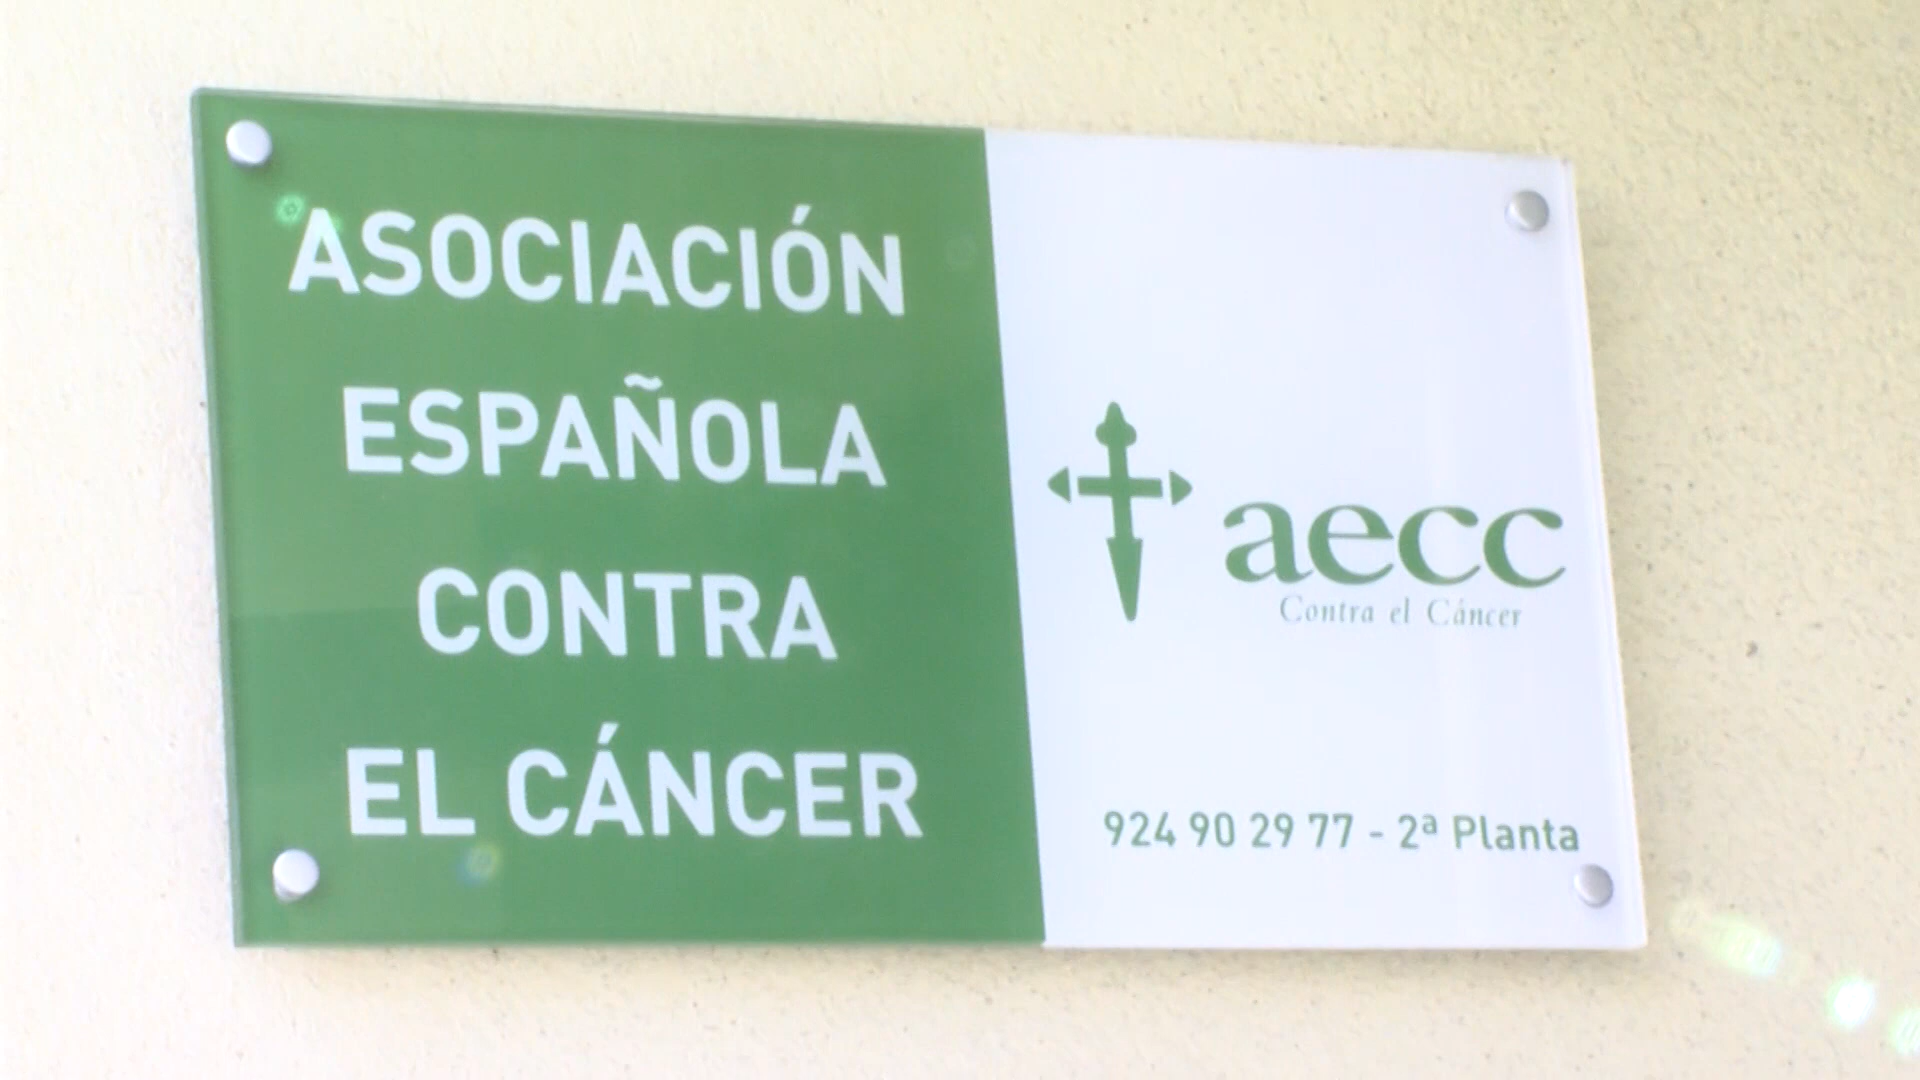 ASOCIACIÓN
ESPAÑOLA
CONTRA
EL CÁNCER
aecc
Contra el Cáncer
924 90 29 77 - 2ª Planta